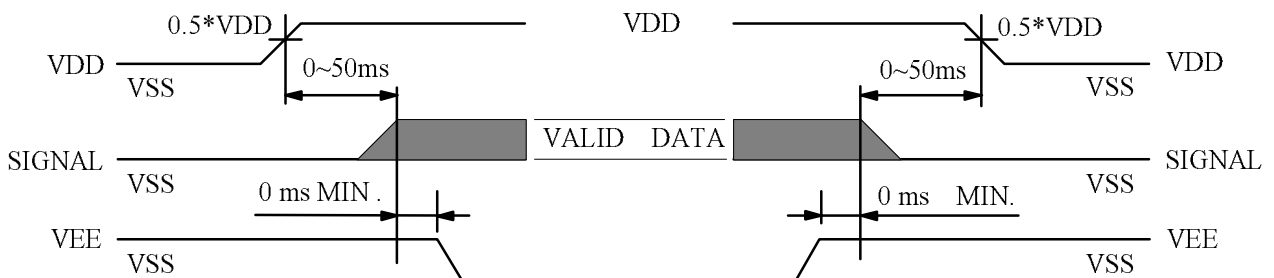 0.5*VDD VDD 0.5*VDD
VDD VDD
VSS 0~50ms 0~50ms VSS
VALID DATA
SIGNAL SIGNAL
VSS VSS
0 ms MIN . 0 ms MIN.
VEE VEE
VSS VSS